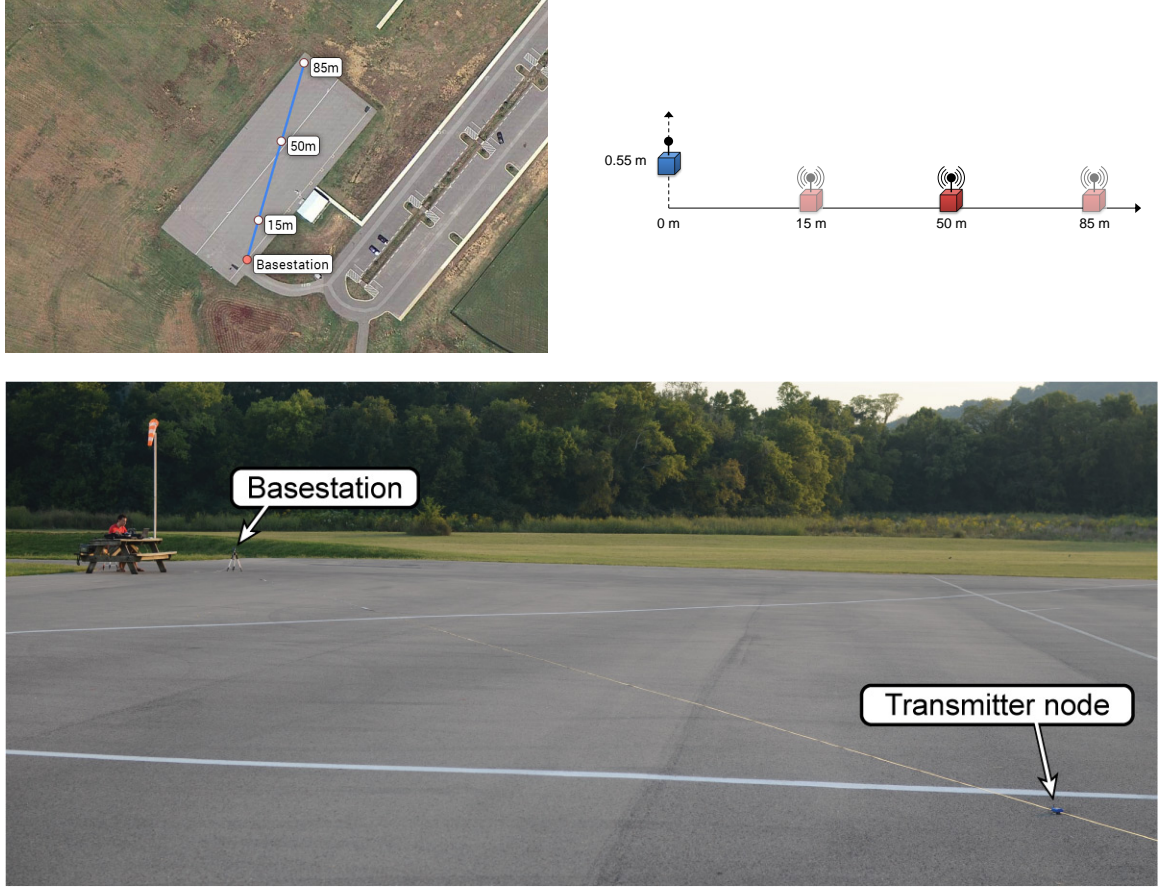 85m
50m
15m
Basestation
0.55 m
0 m
15 m
50 m
85 m
Basestation
Transmitter node